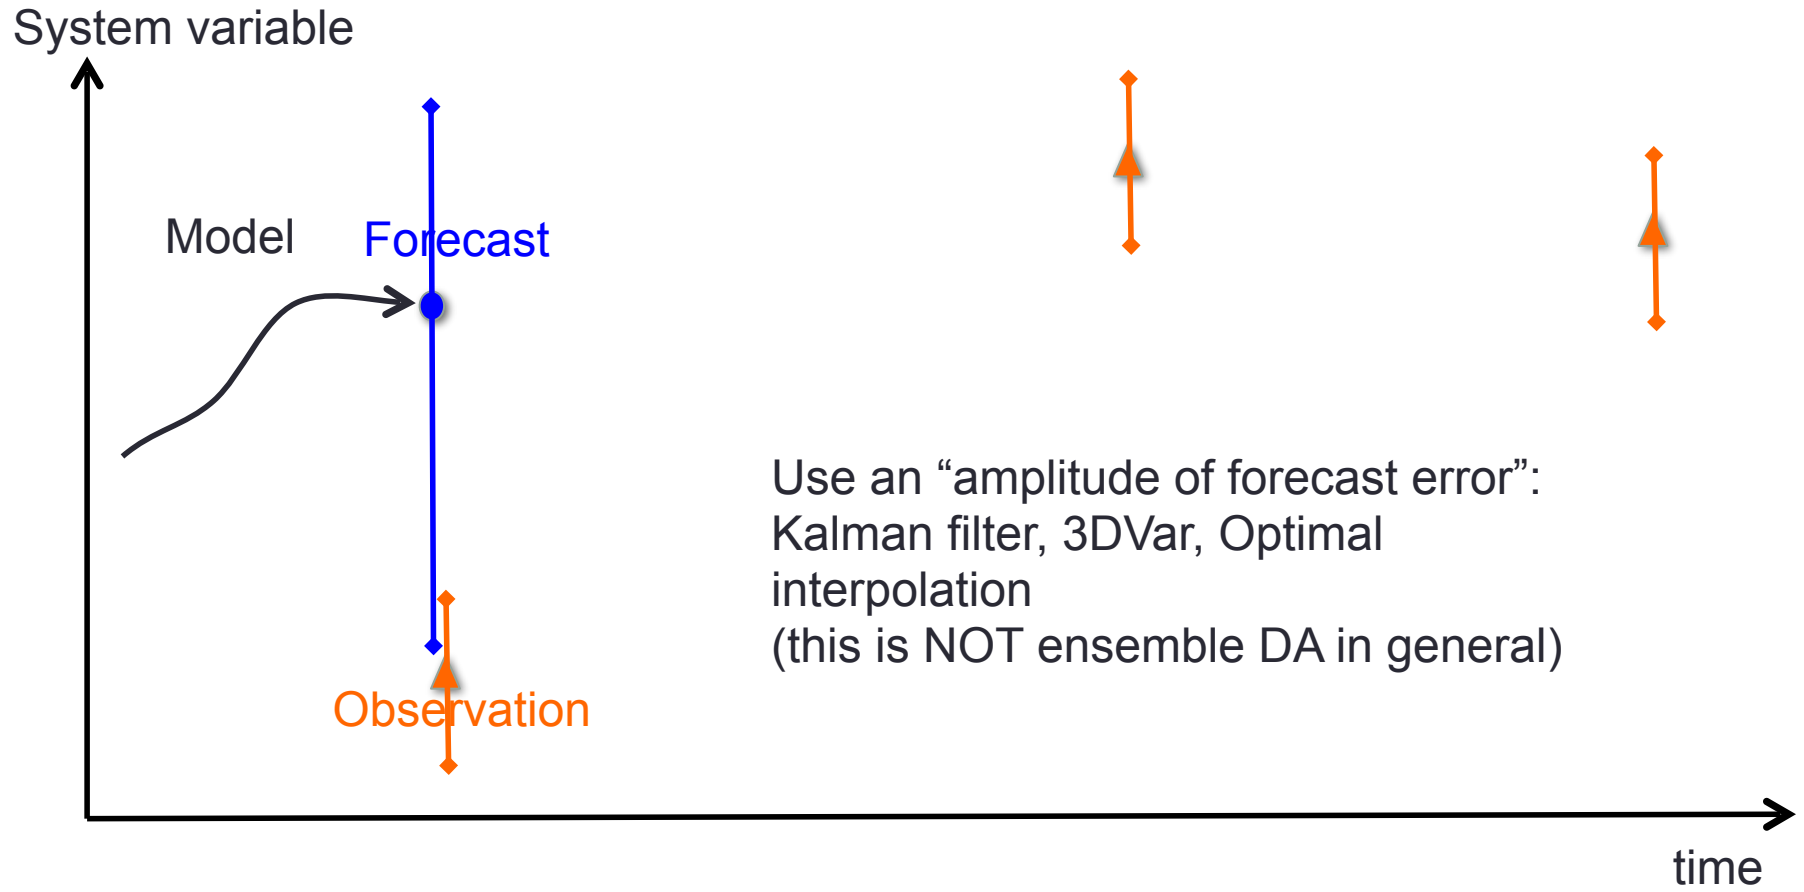 System variable
Model
Forecast
Use an “amplitude of forecast error”:
Kalman filter, 3DVar, Optimal
interpolation
(this is NOT ensemble DA in general)
Observation
time